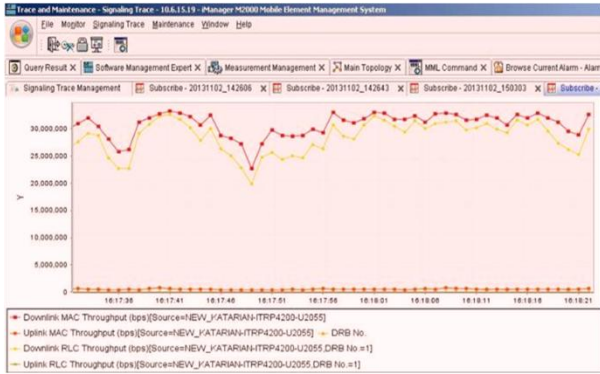 Trace and Maintenance - Signaling Trace - 10.6.15.19 - iManager M2000 Mobile Element Management System
File Monitor Signaling Trace Maintenance Window Help
Query Result X Software Management Expert X Measurement Management X Main Topology X MML Command X Browse Current Alarm - Alarm
Signaling Trace Management Subscribe - 20131102_142606 X Subscribe - 20131102_142643 X Subscribe - 20131102_150303 X Subscribe -
30,000,000
25,000,000
20,000,000
Y
15,000,000
10,000,000
5,000,000
0
16:17:36 16:17:41 16:17:46 16:17:51 16:17:56 16:18:01 16:18:06 16:18:11 16:18:16 16:18:21
Downlink MAC Throughput (bps)[Source=NEW_KATARIAN-ITRP4200-U2055]
Uplink MAC Throughput (bps)[Source=NEW_KATARIAN-ITRP4200-U2055] DRB No.
Downlink RLC Throughput (bps)[Source=NEW_KATARIAN-ITRP4200-U2055,DRB No.=1]
Uplink RLC Throughput (bps)[Source=NEW_KATARIAN-ITRP4200-U2055,DRB No.=1]